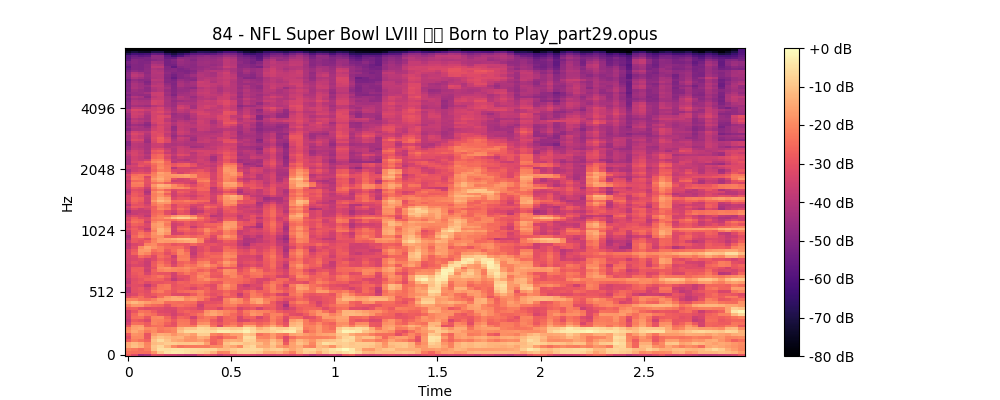 84 - NFL Super Bowl LVIII Born to Play_part29.opus
4096
2048
1024
512
0
Hz
0 0.5 1 1.5 2 2.5
Time
+0 dB
-10 dB
-20 dB
-30 dB
-40 dB
-50 dB
-60 dB
-70 dB
-80 dB